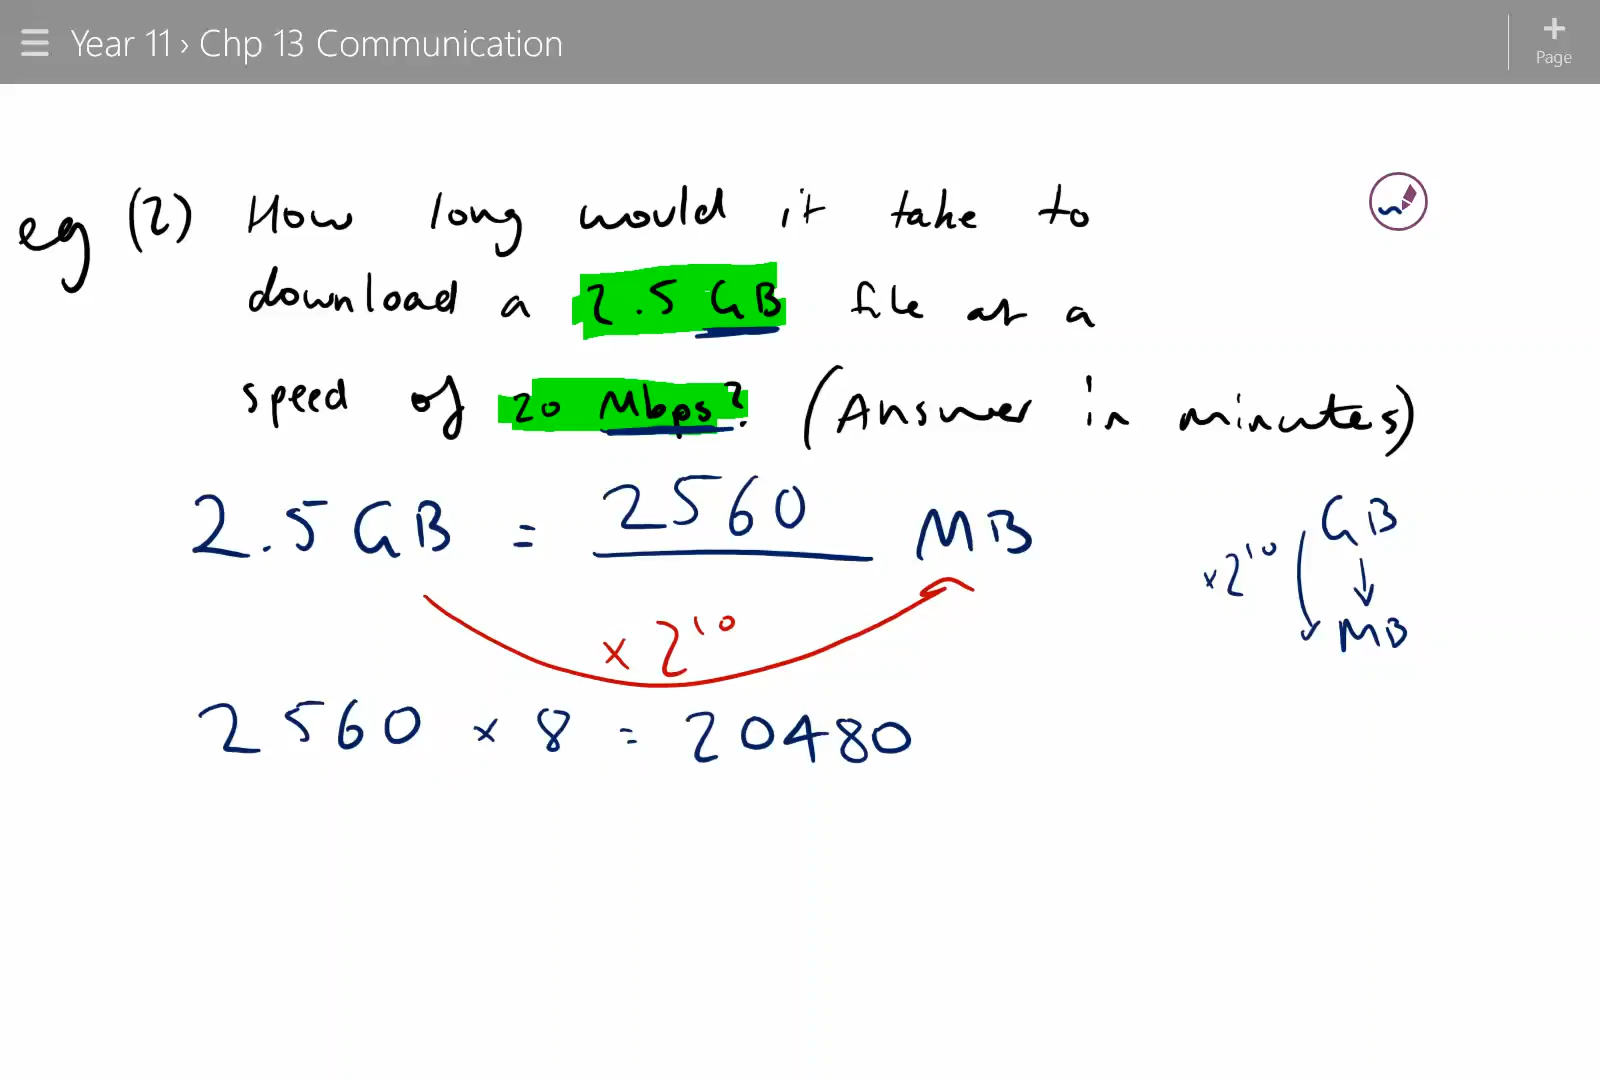 Year 11 › Chp 13 Communication
Page
eg (2) How long would it take to
download a 2.5 GB file at a
speed of 20 Mbps? (Answer in minutes)
2.5 GB = 2560 MB
× 2¹⁰
GB
× 2¹⁰
MB
2560 × 8 = 20480